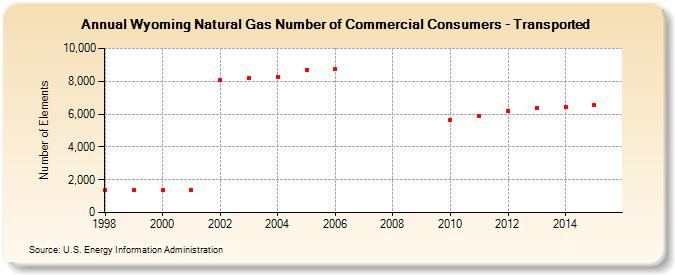 Annual Wyoming Natural Gas Number of Commercial Consumers - Transported
Number of Elements
10,000
8,000
6,000
4,000
2,000
0
1998 2000 2002 2004 2006 2008 2010 2012 2014
Source: U.S. Energy Information Administration